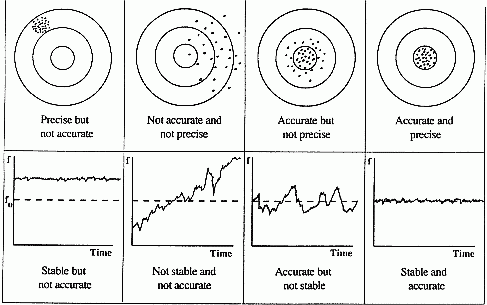 Precise but
not accurate
Not accurate and
not precise
Accurate but
not precise
Accurate and
precise
f
f₀
Time
Stable but
not accurate
f
Time
Not stable and
not accurate
f
Time
Accurate but
not stable
f
Time
Stable and
accurate